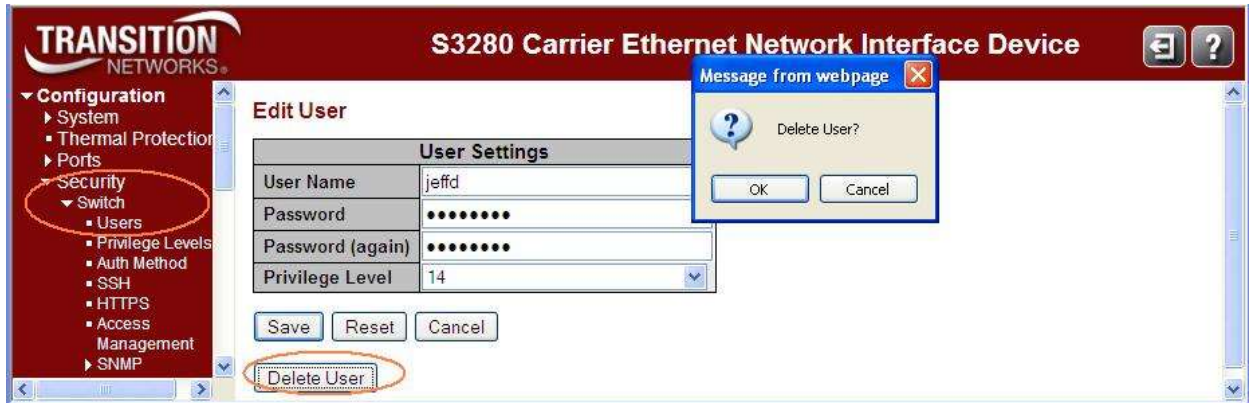 TRANSITION
NETWORKS®
S3280 Carrier Ethernet Network Interface Device
?
Configuration
System
Thermal Protection
Ports
Security
Switch
Users
Privilege Levels
Auth Method
SSH
HTTPS
Access
Management
SNMP
Edit User
User Settings
User Name jeffd
Password ••••••••
Password (again) ••••••••
Privilege Level 14
Save Reset Cancel
Delete User
Message from webpage
? Delete User?
OK Cancel